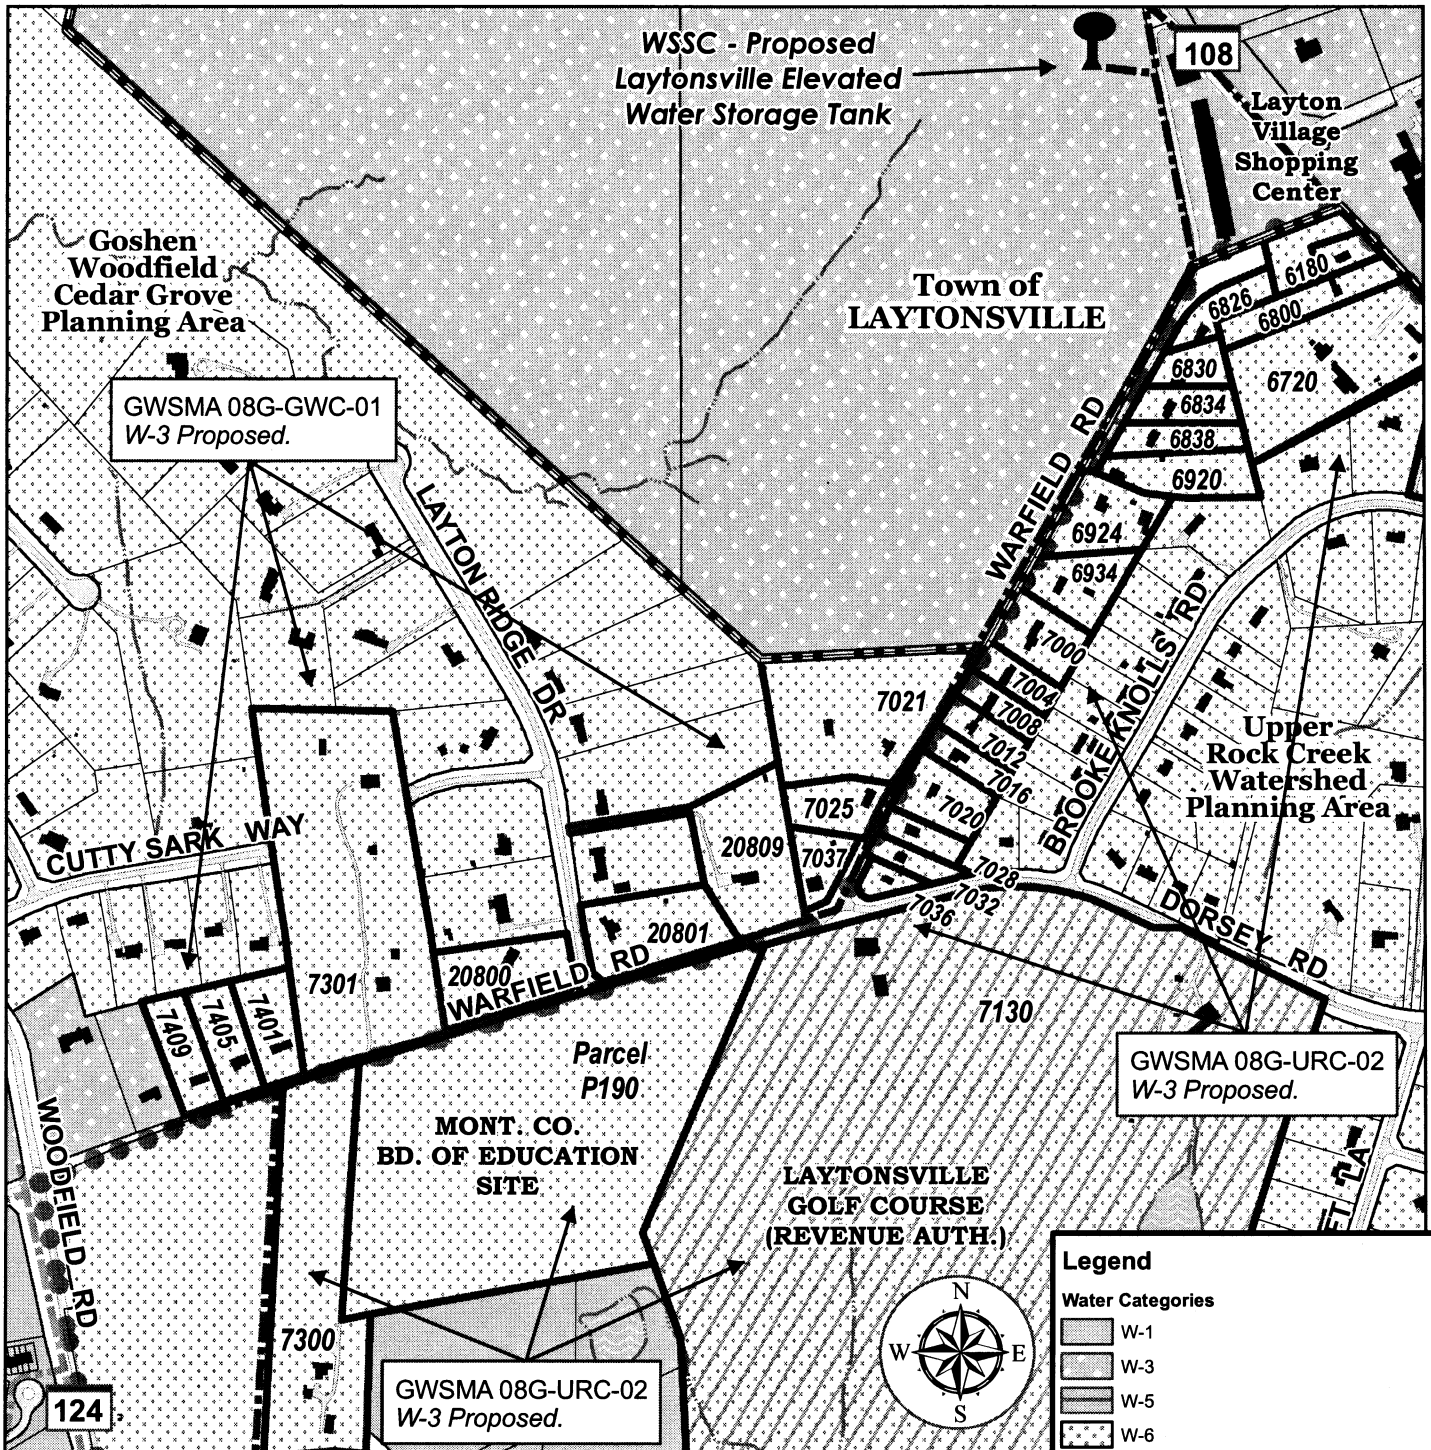 WSSC - Proposed
Laytonsville Elevated
Water Storage Tank
108
Layton
Village
Shopping
Center
Goshen
Woodfield
Cedar Grove
Planning Area
Town of
LAYTONSVILLE
6180
6826
6800
6830
6720
6834
6838
6920
GWSMA 08G-GWC-01
W-3 Proposed.
WARFIELD RD
LAYTON RIDGE DR
6924
6934
7000
7004
7008
7012
7016
7020
7021
7025
7037
7028
7032
7036
BROOKE KNOLLS RD
Upper
Rock Creek
Watershed
Planning Area
CUTTY SARK WAY
20809
20801
20800
WARFIELD RD
DORSEY RD
7301
7409
7405
7401
7130
Parcel
P190
GWSMA 08G-URC-02
W-3 Proposed.
MONT. CO.
BD. OF EDUCATION
SITE
LAYTONSVILLE
GOLF COURSE
(REVENUE AUTH.)
WOODFIELD RD
FT LA
7300
124
GWSMA 08G-URC-02
W-3 Proposed.
N
W
E
S
Legend
Water Categories
W-1
W-3
W-5
W-6